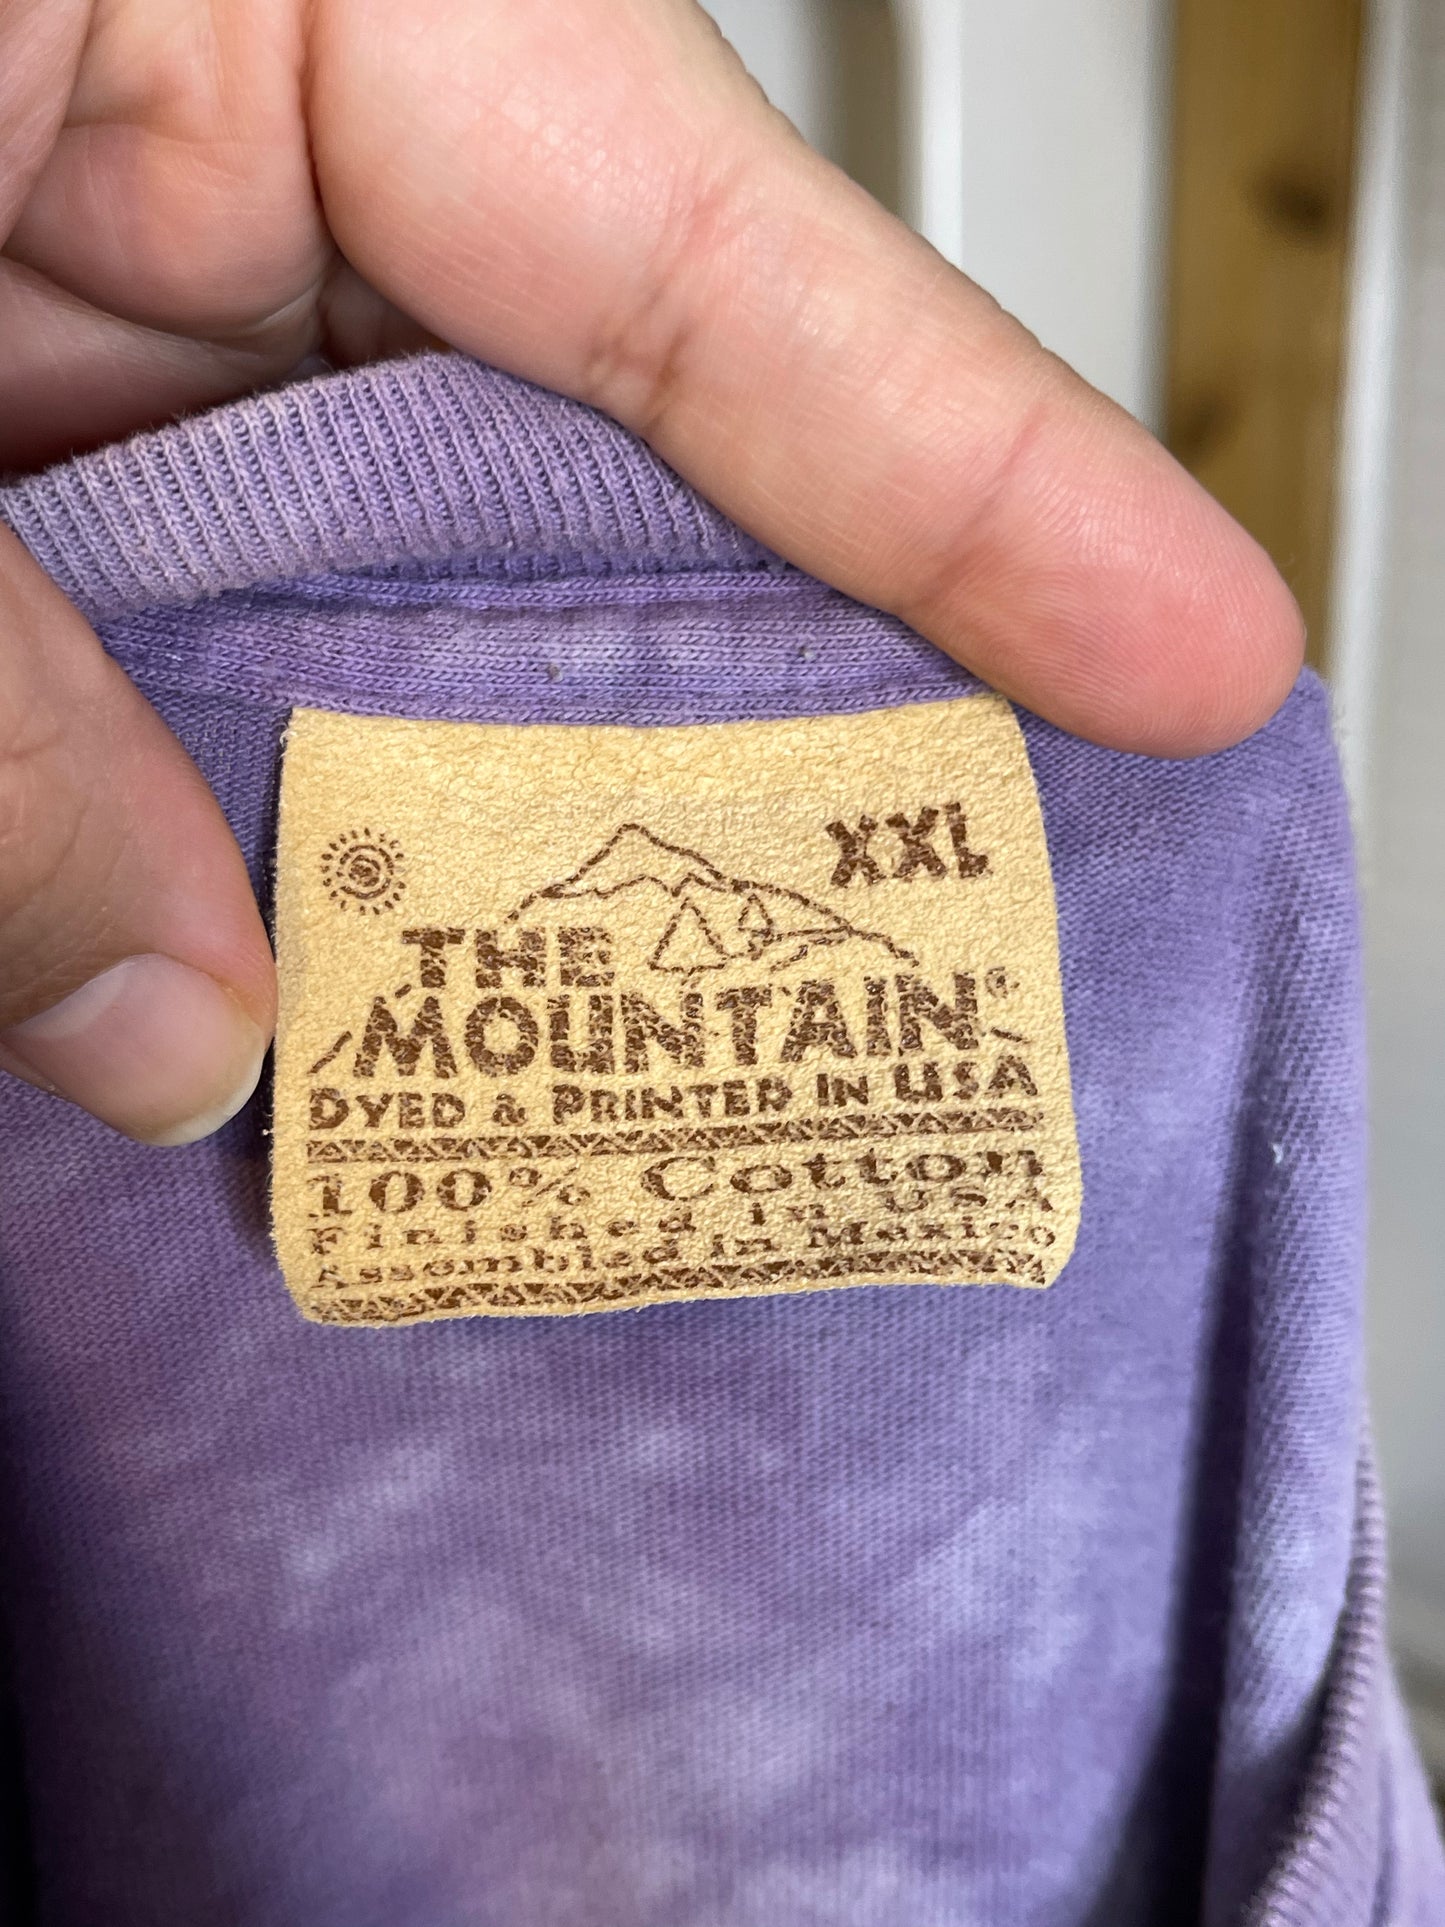 XXL
THE
MOUNTAIN®
DYED & PRINTED IN USA
100% Cotton
Finished in USA
Assembled in Mexico